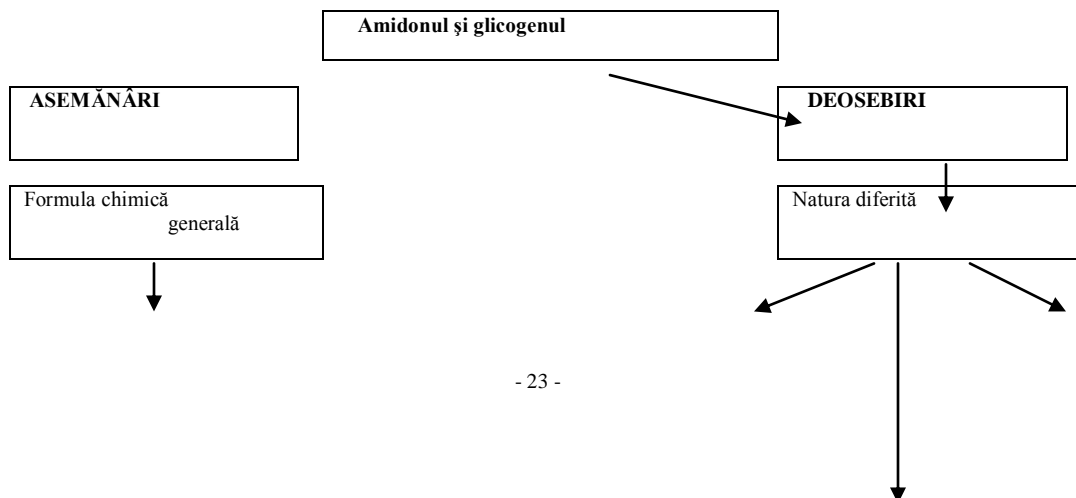 Amidonul şi glicogenul
ASEMĂNÂRI
DEOSEBIRI
Formula chimică
generală
Natura diferită
- 23 -